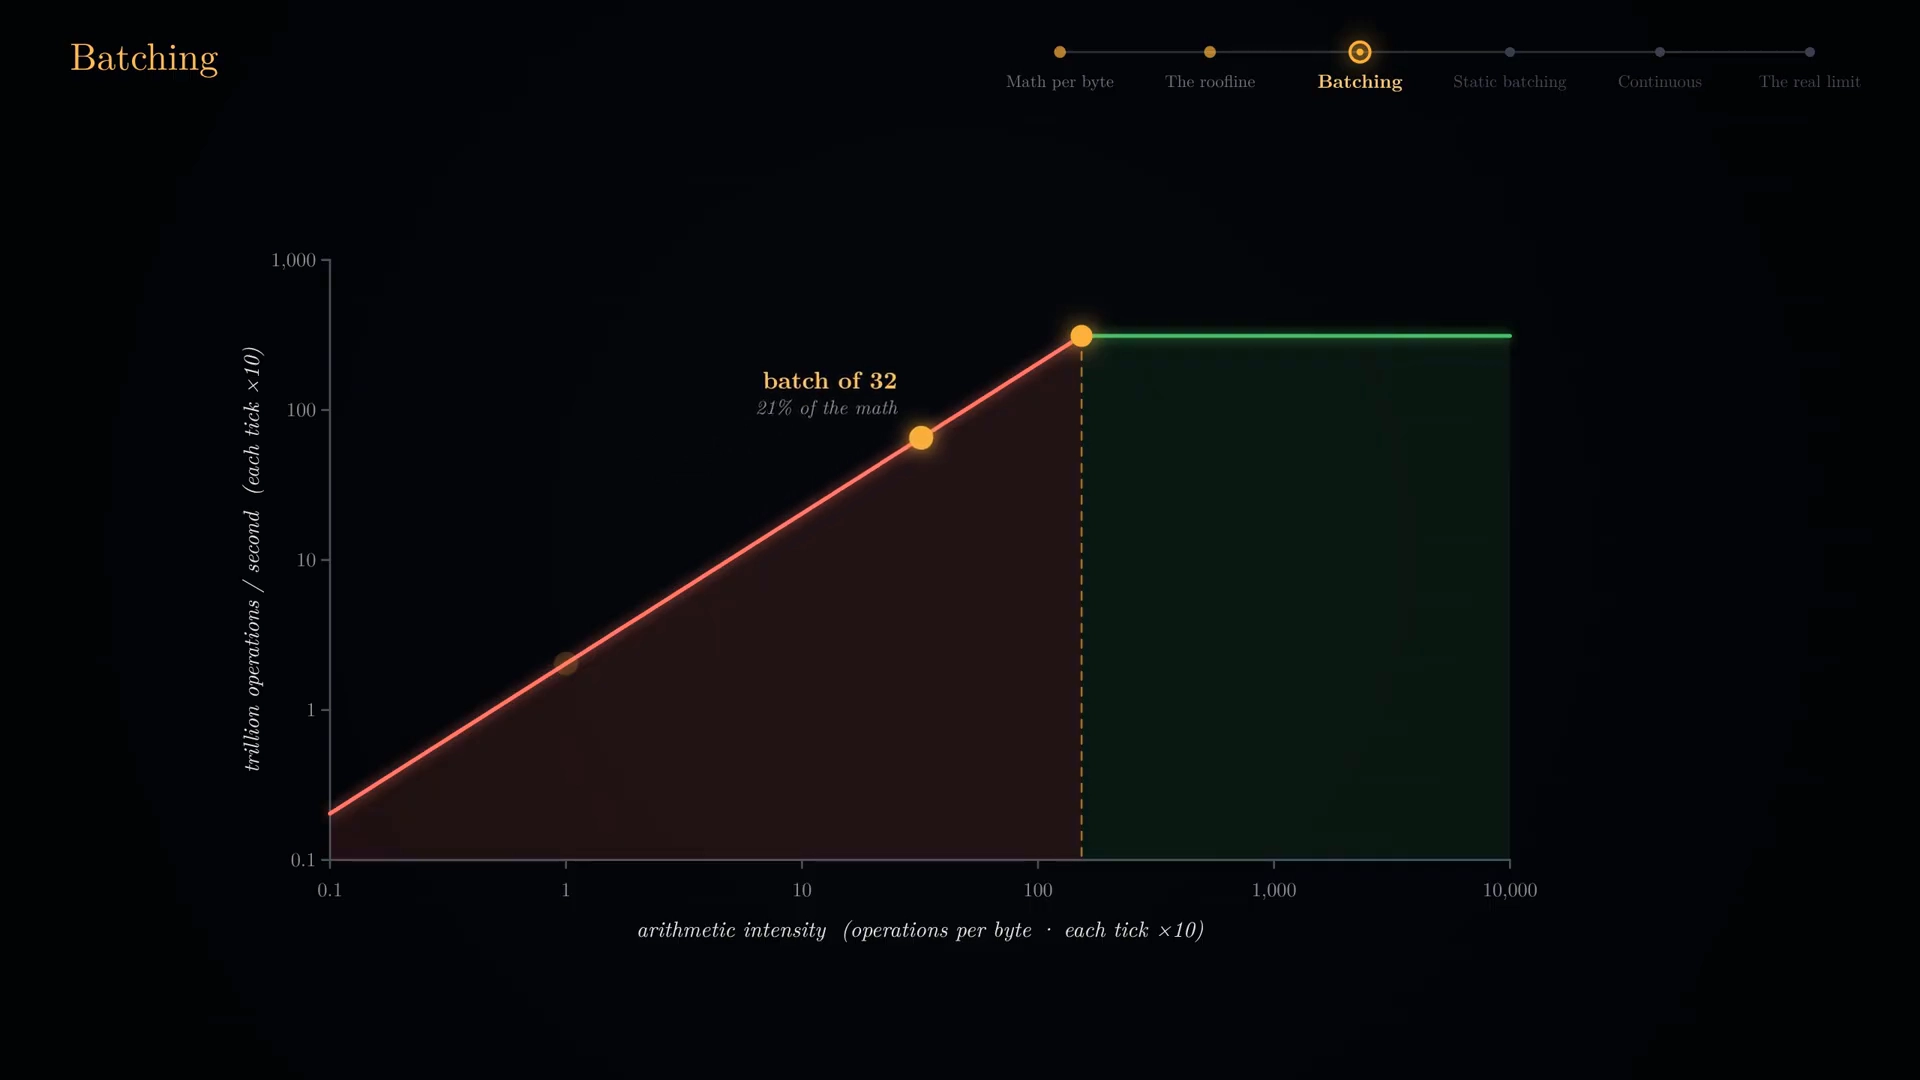 Batching
Math per byte
The roofline
Batching
Static batching
Continuous
The real limit
1,000
100
10
1
0.1
trillion operations / second (each tick ×10)
batch of 32
21% of the math
0.1
1
10
100
1,000
10,000
arithmetic intensity (operations per byte · each tick ×10)